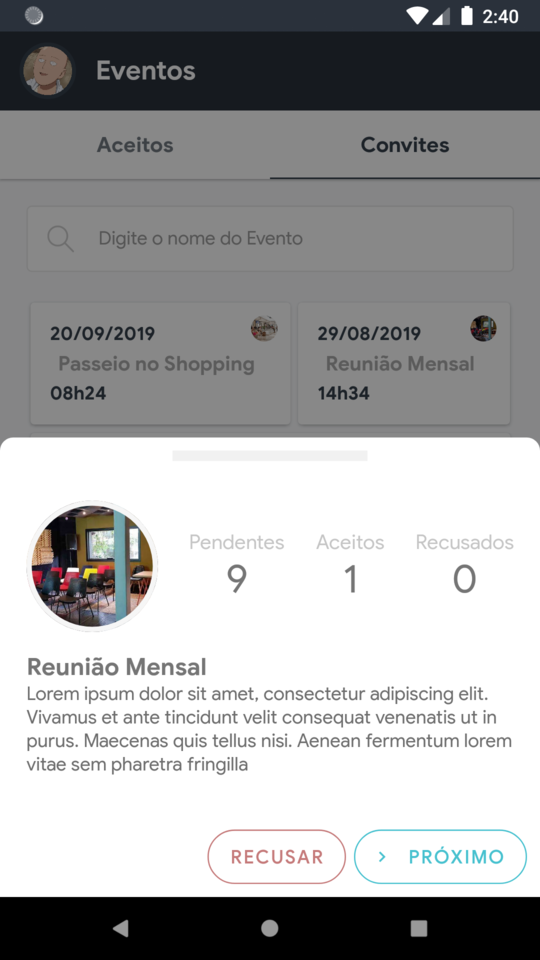 2:40
Eventos
Aceitos
Convites
Digite o nome do Evento
20/09/2019
Passeio no Shopping
08h24
29/08/2019
Reunião Mensal
14h34
Pendentes
9
Aceitos
1
Recusados
0
Reunião Mensal
Lorem ipsum dolor sit amet, consectetur adipiscing elit.
Vivamus et ante tincidunt velit consequat venenatis ut in
purus. Maecenas quis tellus nisi. Aenean fermentum lorem
vitae sem pharetra fringilla
RECUSAR
PRÓXIMO